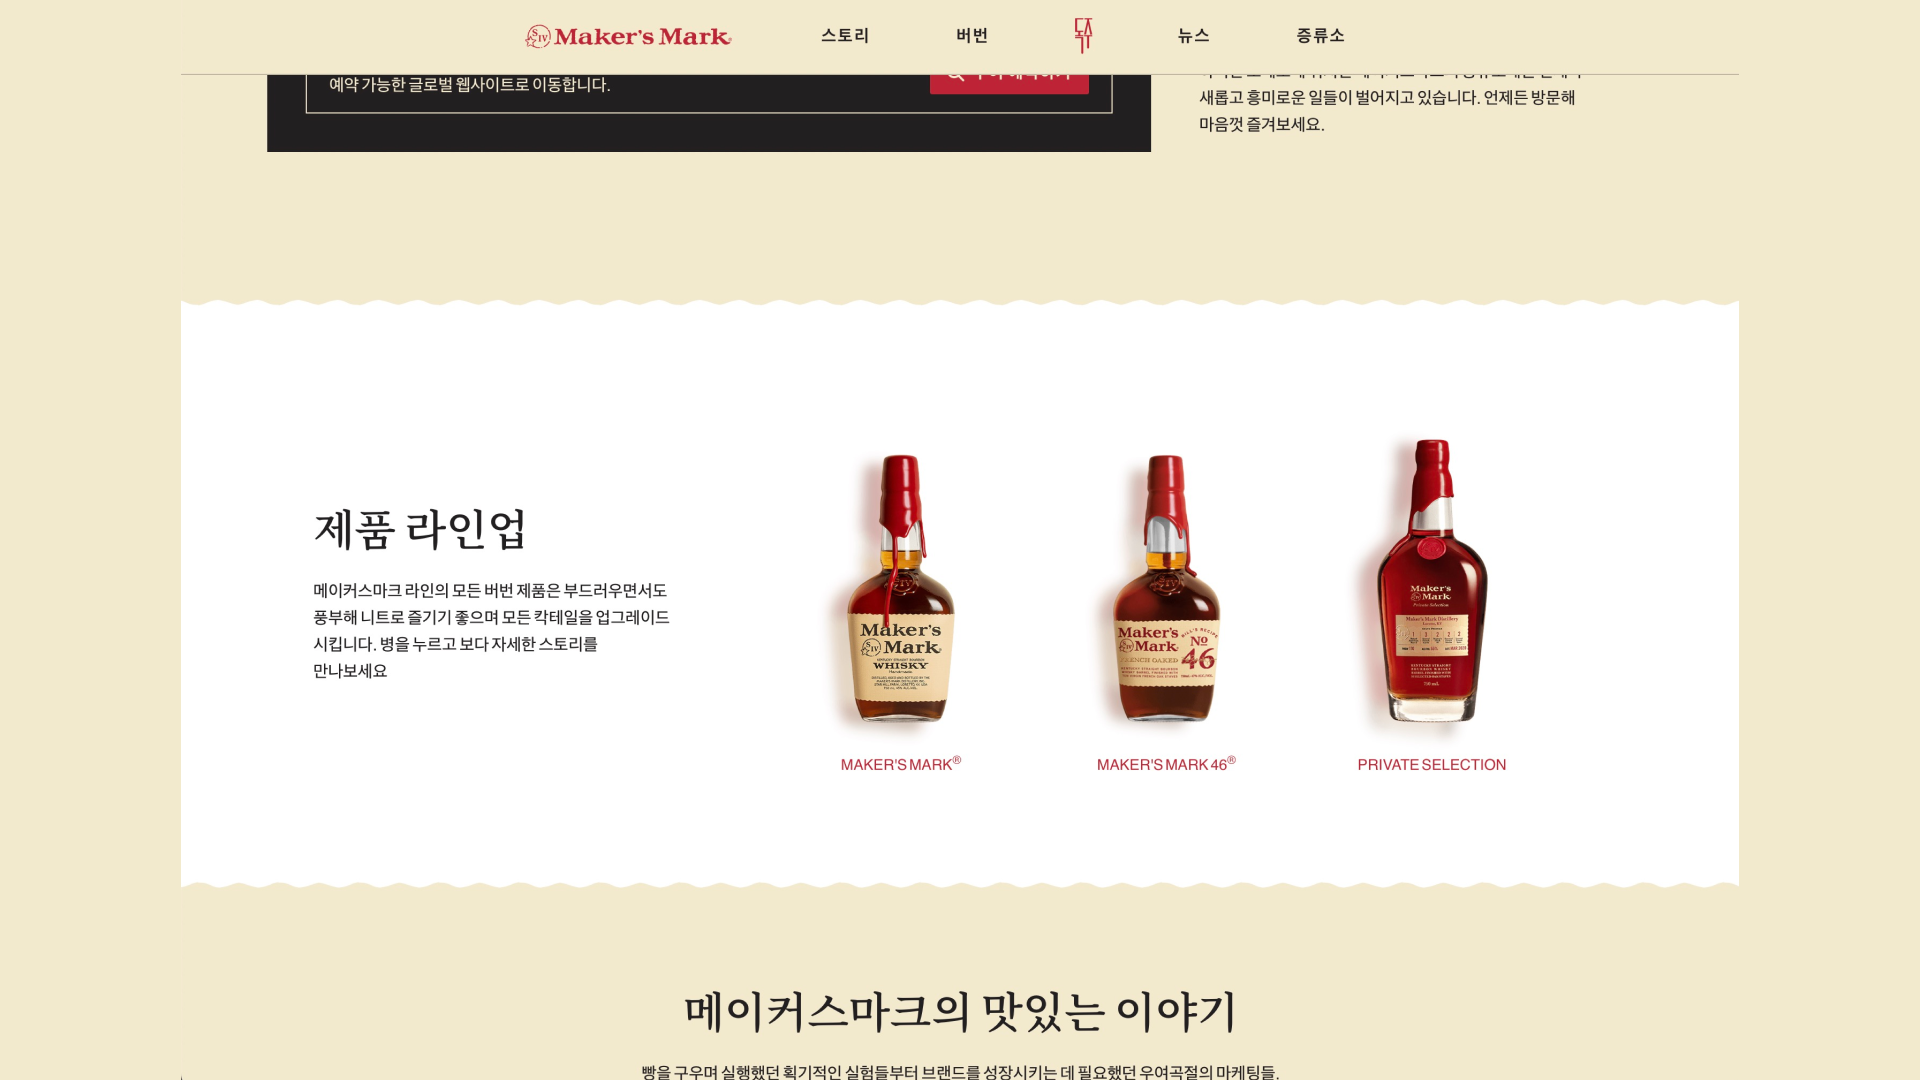 Maker's Mark
스토리
버번
뉴스
증류소
예약 가능한 글로벌 웹사이트로 이동합니다.
새롭고 흥미로운 일들이 벌어지고 있습니다. 언제든 방문해
마음껏 즐겨보세요.
제품 라인업
메이커스마크 라인의 모든 버번 제품은 부드러우면서도
풍부해 니트로 즐기기 좋으며 모든 칵테일을 업그레이드
시킵니다. 병을 누르고 보다 자세한 스토리를
만나보세요
Maker's
SIV Mark
WHISKY
Maker's
Mark
FRENCH OAKED
BILL'S RECIPE
No
46
Maker's
Mark
Private Selection
MAKER'S MARK®
MAKER'S MARK 46®
PRIVATE SELECTION
메이커스마크의 맛있는 이야기
빵을 구우며 실행했던 획기적인 실험들부터 브랜드를 성장시키는 데 필요했던 우여곡절의 마케팅들.